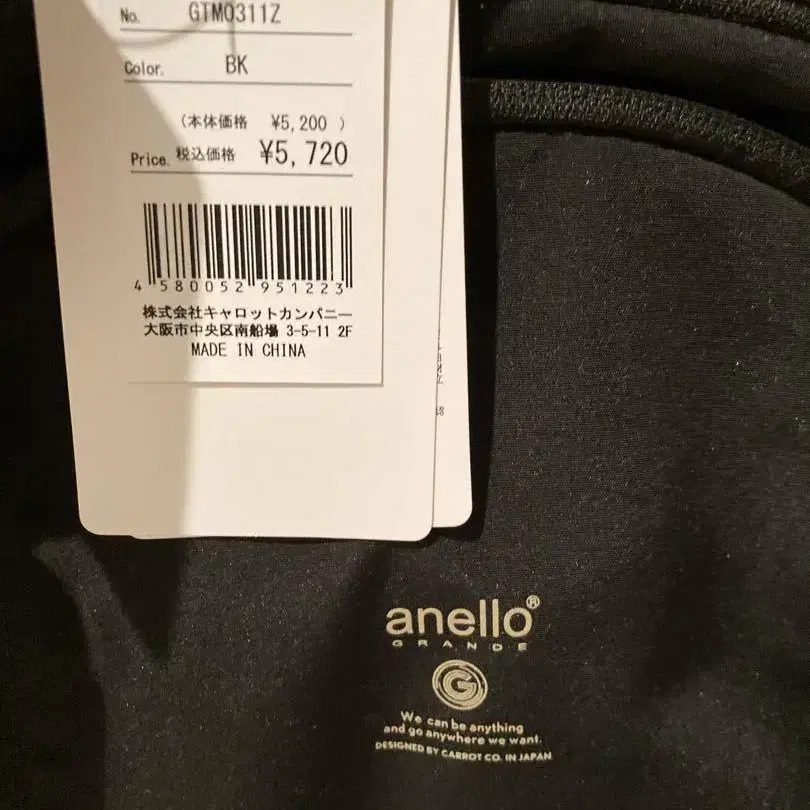 No. GTM0311Z
Color. BK
(本体価格 ¥5,200 )
Price. 税込価格 ¥5,720
4 580052 951223
株式会社キャロットカンパニー
大阪市中央区南船場 3-5-11 2F
MADE IN CHINA
anello®
GRANDE
G
We can be anything
and go anywhere we want.
DESIGNED BY CARROT CO. IN JAPAN